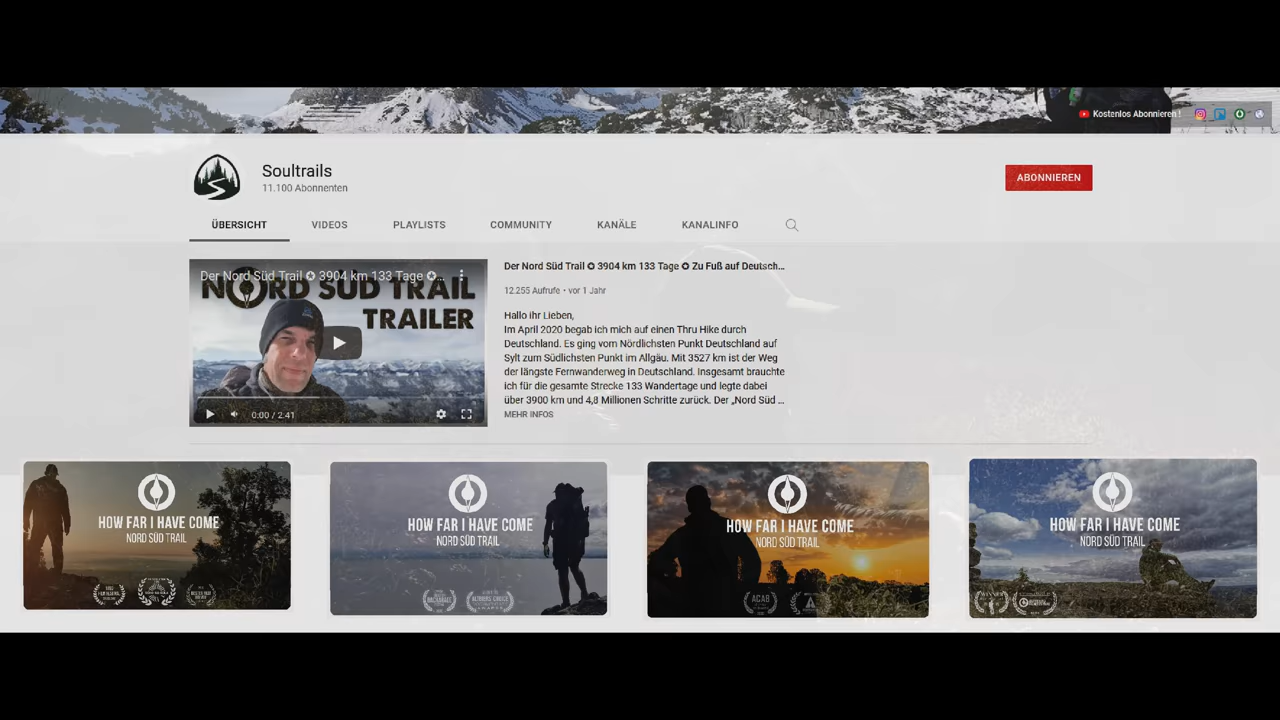 Kostenlos Abonnieren !
Soultrails
11.100 Abonnenten
ABONNIEREN
ÜBERSICHT
VIDEOS
PLAYLISTS
COMMUNITY
KANÄLE
KANALINFO
Der Nord Süd Trail ✪ 3904 km 133 Tage ✪...
NORD SÜD TRAIL
TRAILER
0:00 / 2:41
Der Nord Süd Trail ✪ 3904 km 133 Tage ✪ Zu Fuß auf Deutsch...
12.255 Aufrufe • vor 1 Jahr
Hallo ihr Lieben,
Im April 2020 begab ich mich auf einen Thru Hike durch
Deutschland. Es ging vom Nördlichsten Punkt Deutschland auf
Sylt zum Südlichsten Punkt im Allgäu. Mit 3527 km ist der Weg
der längste Fernwanderweg in Deutschland. Insgesamt brauchte
ich für die gesamte Strecke 133 Wandertage und legte dabei
über 3900 km und 4,8 Millionen Schritte zurück. Der „Nord Süd ...
MEHR INFOS
HOW FAR I HAVE COME
NORD SÜD TRAIL
HOW FAR I HAVE COME
NORD SÜD TRAIL
HOW FAR I HAVE COME
NORD SÜD TRAIL
ACAB
HOW FAR I HAVE COME
NORD SÜD TRAIL